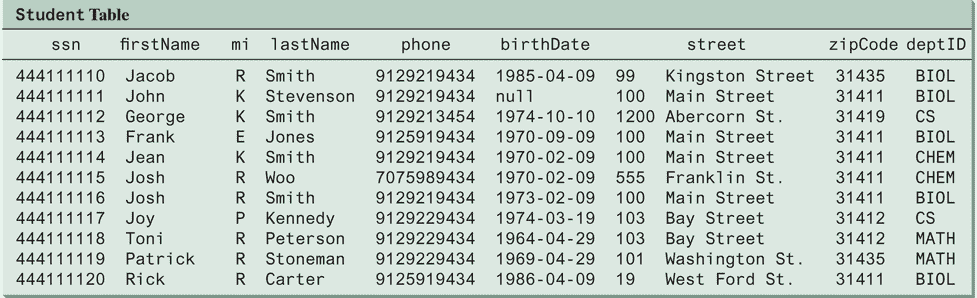 Student Table
ssn firstName mi lastName phone birthDate street zipCode deptID
444111110 Jacob R Smith 9129219434 1985-04-09 99 Kingston Street 31435 BIOL
444111111 John K Stevenson 9129219434 null 100 Main Street 31411 BIOL
444111112 George K Smith 9129213454 1974-10-10 1200 Abercorn St. 31419 CS
444111113 Frank E Jones 9125919434 1970-09-09 100 Main Street 31411 BIOL
444111114 Jean K Smith 9129219434 1970-02-09 100 Main Street 31411 CHEM
444111115 Josh R Woo 7075989434 1970-02-09 555 Franklin St. 31411 CHEM
444111116 Josh R Smith 9129219434 1973-02-09 100 Main Street 31411 BIOL
444111117 Joy P Kennedy 9129229434 1974-03-19 103 Bay Street 31412 CS
444111118 Toni R Peterson 9129229434 1964-04-29 103 Bay Street 31412 MATH
444111119 Patrick R Stoneman 9129229434 1969-04-29 101 Washington St. 31435 MATH
444111120 Rick R Carter 9125919434 1986-04-09 19 West Ford St. 31411 BIOL